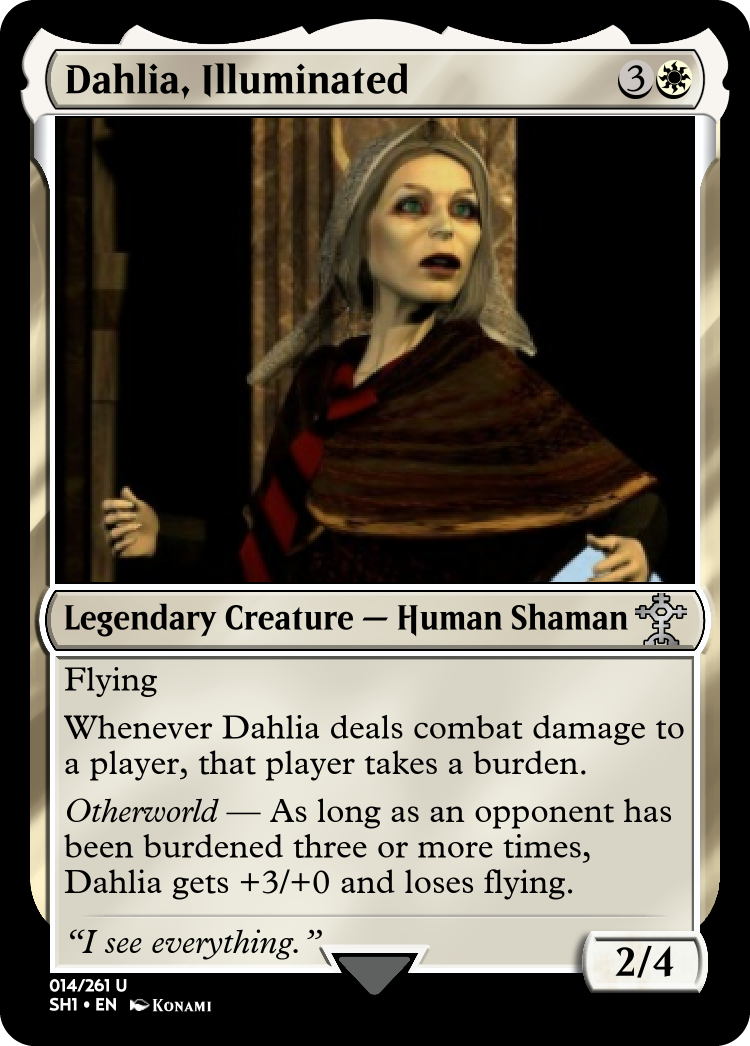 Dahlia, Illuminated 3
Legendary Creature — Human Shaman
Flying
Whenever Dahlia deals combat damage to
a player, that player takes a burden.
Otherworld — As long as an opponent has
been burdened three or more times,
Dahlia gets +3/+0 and loses flying.
“I see everything.”
2/4
014/261 U
SH1 • EN KONAMI